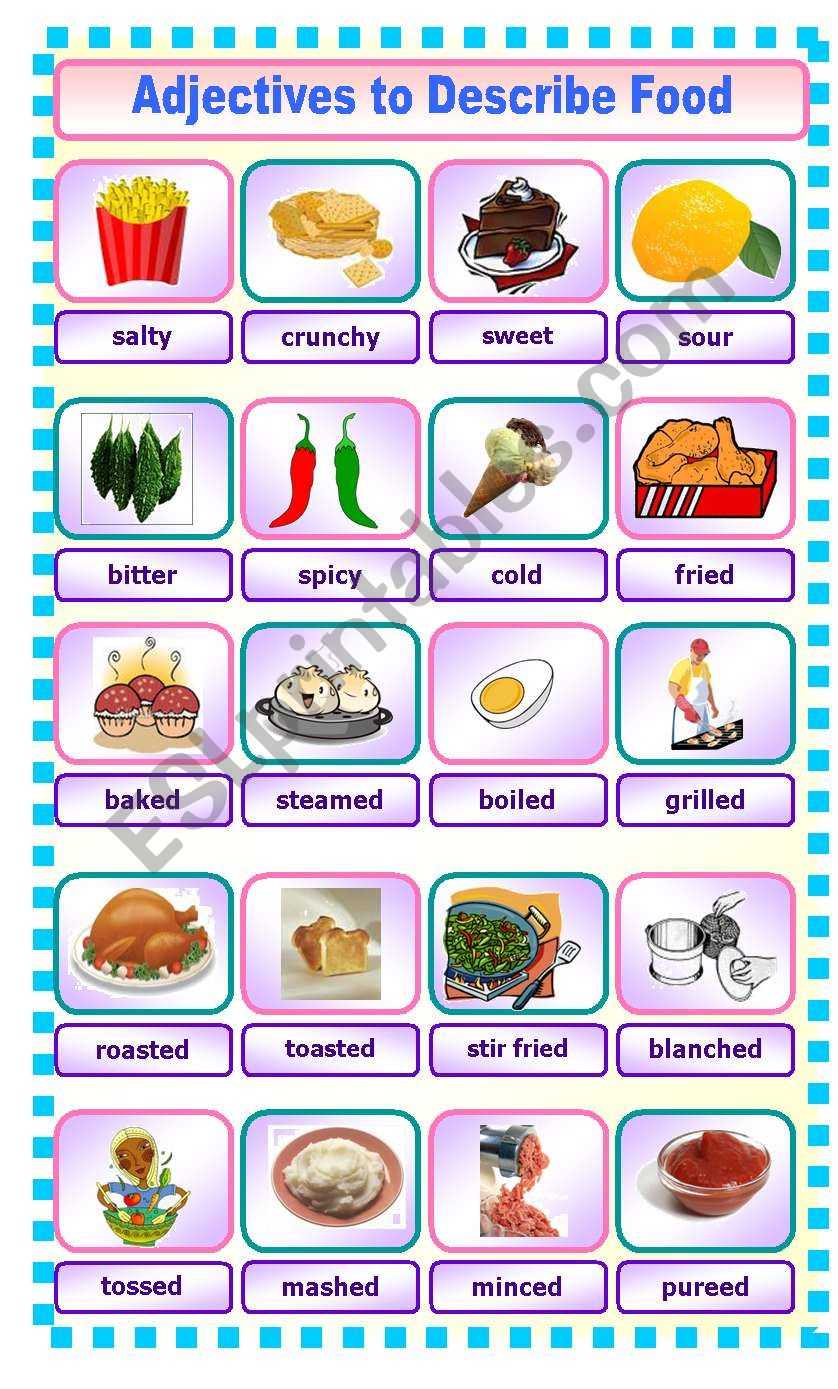 Adjectives to Describe Food
salty crunchy sweet sour
bitter spicy cold fried
baked steamed boiled grilled
roasted toasted stir fried blanched
tossed mashed minced pureed
ESLprintables.com